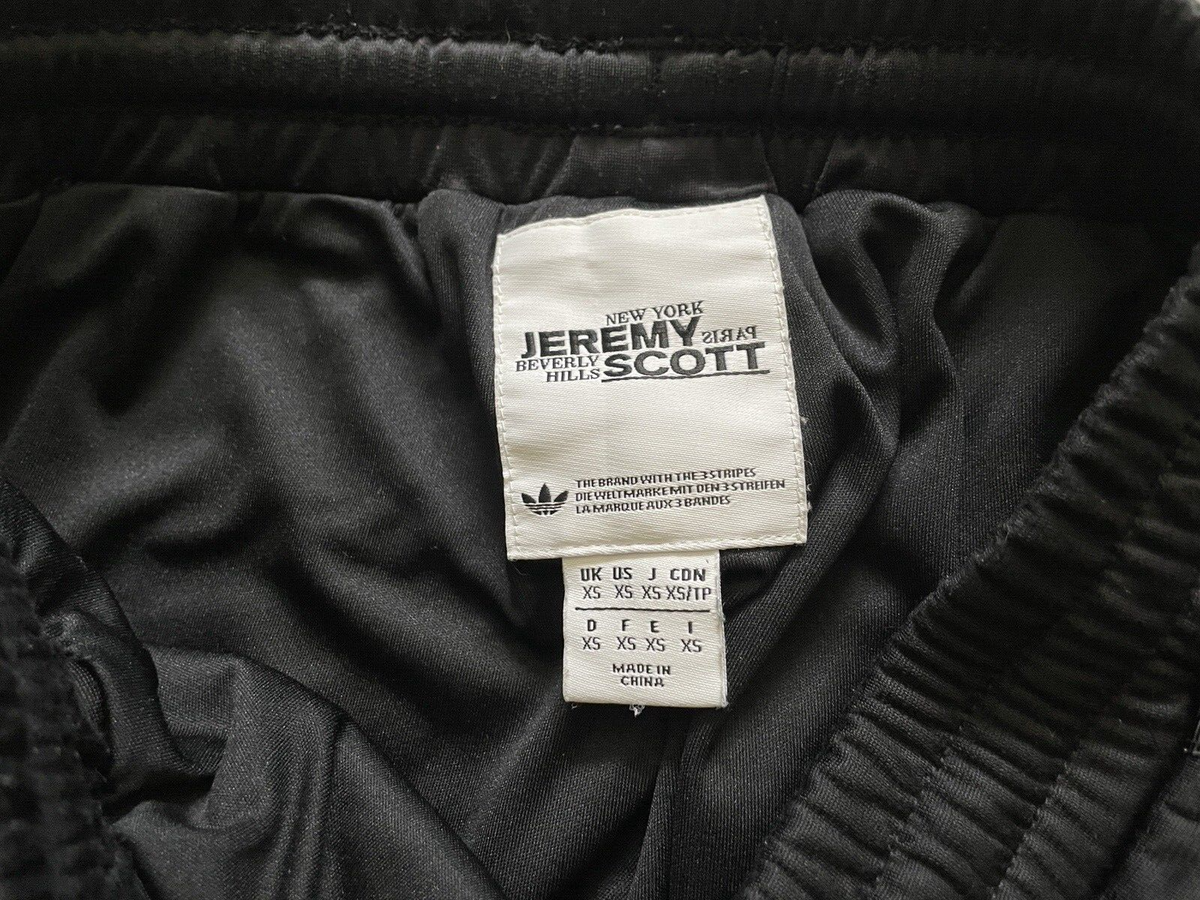 NEW YORK
JEREMY PARIS
BEVERLY SCOTT
HILLS
THE BRAND WITH THE 3 STRIPES
DIE WELTMARKE MIT DEN 3 STREIFEN
LA MARQUE AUX 3 BANDES
UK US J CDN
XS XS XS XS/TP
D F E I
XS XS XS XS
MADE IN
CHINA